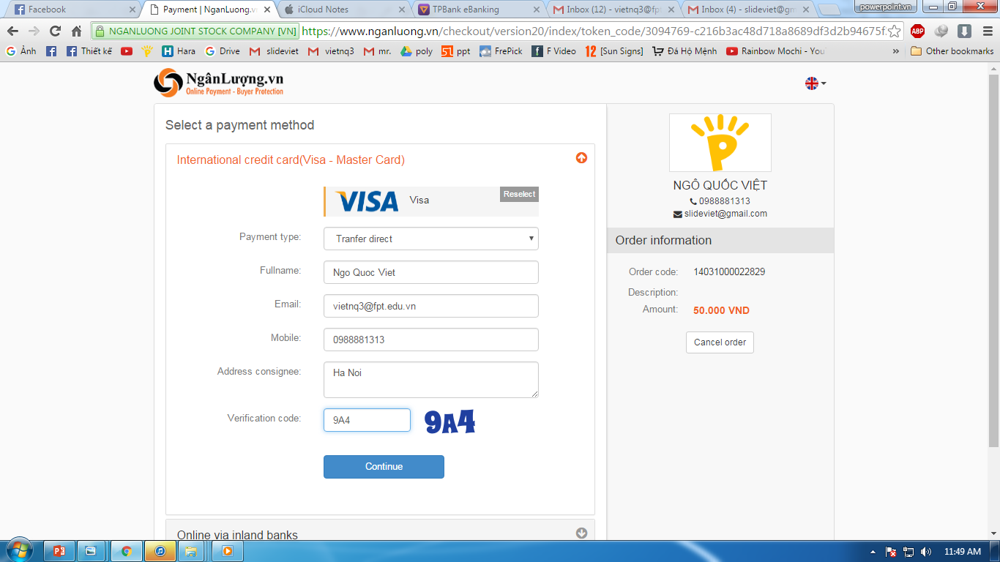 Facebook
Payment | NganLuong.v
iCloud Notes
TPBank eBanking
Inbox (12) - vietnq3@fp
Inbox (4) - slideviet@gm
powerpoint.vn
NGANLUONG JOINT STOCK COMPANY [VN]
https://www.nganluong.vn/checkout/version20/index/token_code/3094769-c216b3ac48d718a8689df3d2b94675f
ABP
Ảnh
Thiết kế
Hara
Drive
slideviet
vietnq3
mr.
poly
ppt
FrePick
F Video
[Sun Signs]
Đá Hộ Mệnh
Rainbow Mochi - You
Other bookmarks
NgânLượng.vn
Online Payment - Buyer Protection
Select a payment method
International credit card(Visa - Master Card)
VISA
Visa
Reselect
Payment type: Tranfer direct
Fullname: Ngo Quoc Viet
Email: vietnq3@fpt.edu.vn
Mobile: 0988881313
Address consignee: Ha Noi
Verification code: 9A4 9A4
Continue
Online via inland banks
P
NGÔ QUỐC VIỆT
0988881313
slideviet@gmail.com
Order information
Order code: 14031000022829
Description:
Amount: 50.000 VND
Cancel order
11:49 AM